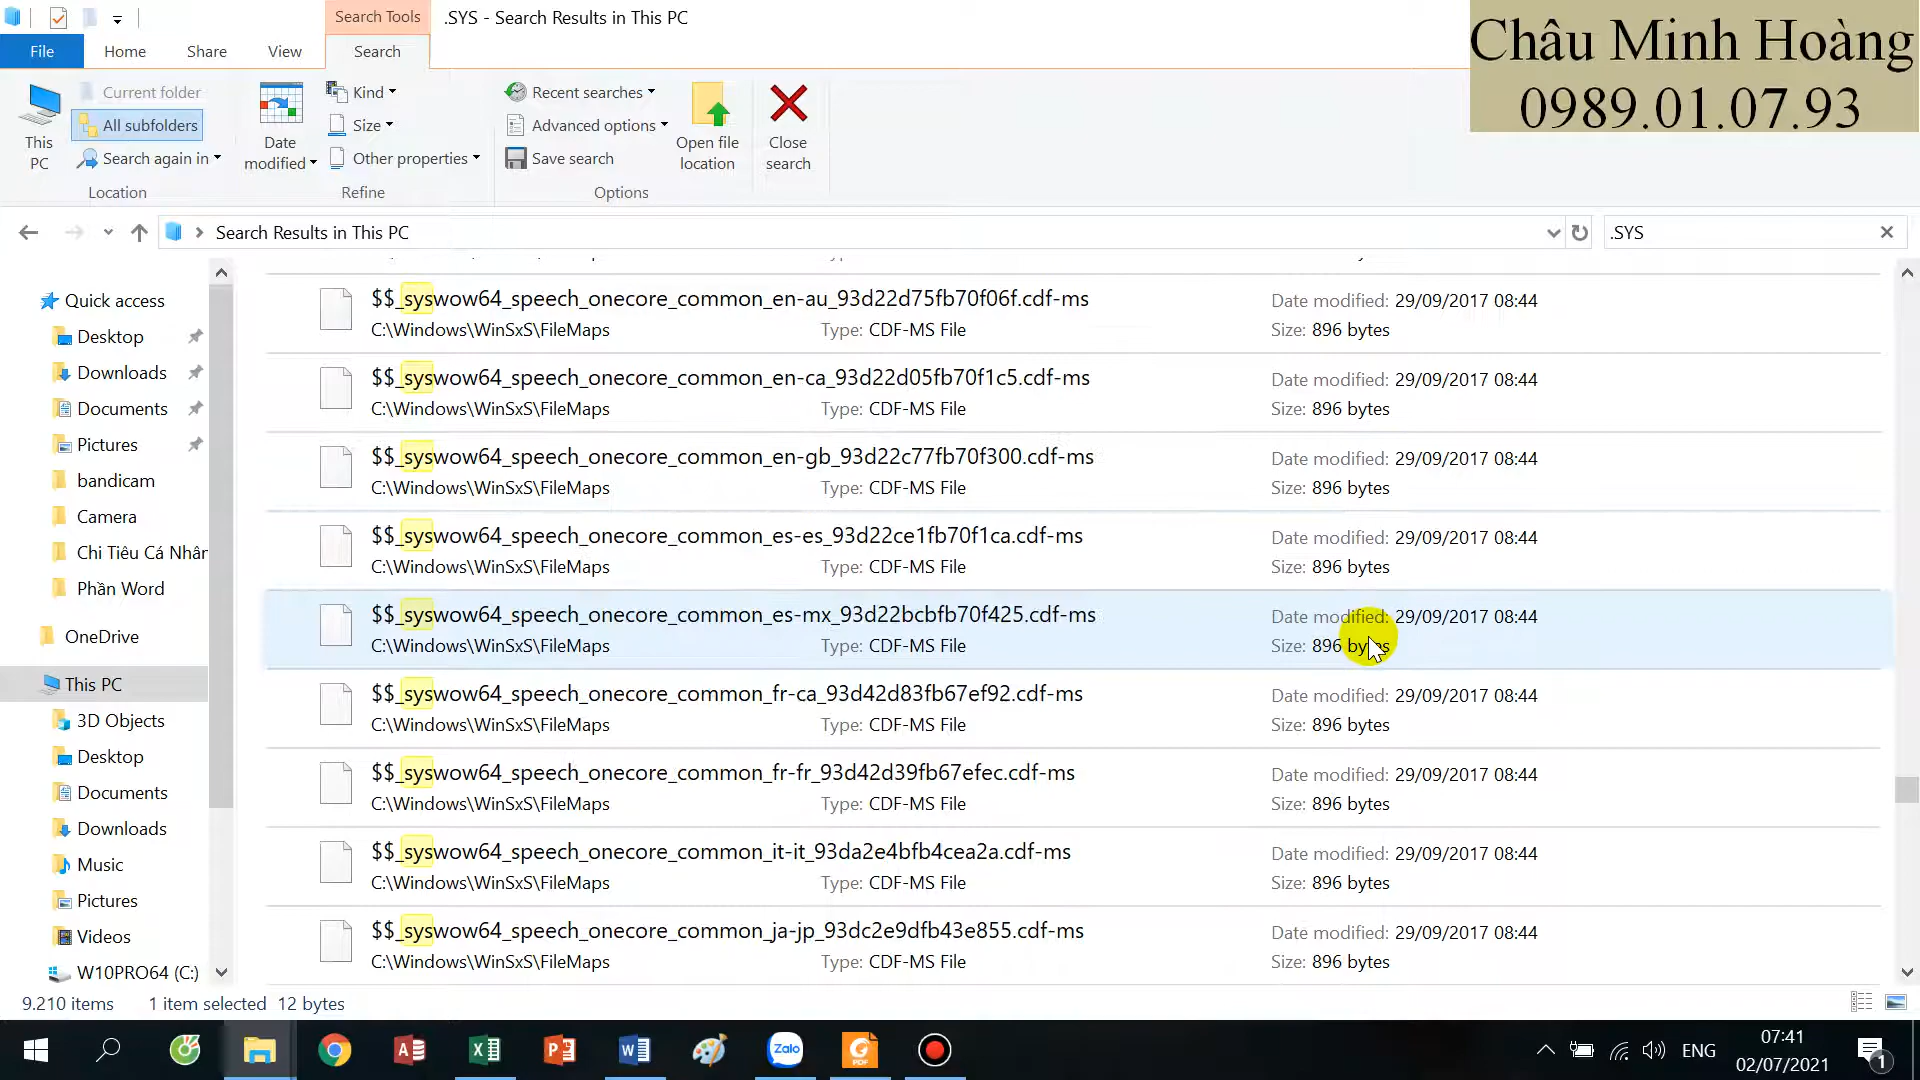 Search Tools
.SYS - Search Results in This PC
Châu Minh Hoàng
0989.01.07.93
File
Home
Share
View
Search
This PC
Current folder
All subfolders
Search again in
Location
Date modified
Kind
Size
Other properties
Refine
Recent searches
Advanced options
Save search
Options
Open file location
Close search
Search Results in This PC
.SYS
Quick access
Desktop
Downloads
Documents
Pictures
bandicam
Camera
Chi Tiêu Cá Nhân
Phần Word
OneDrive
This PC
3D Objects
Desktop
Documents
Downloads
Music
Pictures
Videos
W10PRO64 (C:)
$$_syswow64_speech_onecore_common_en-au_93d22d75fb70f06f.cdf-ms
Date modified: 29/09/2017 08:44
C:\Windows\WinSxS\FileMaps
Type: CDF-MS File
Size: 896 bytes
$$_syswow64_speech_onecore_common_en-ca_93d22d05fb70f1c5.cdf-ms
Date modified: 29/09/2017 08:44
C:\Windows\WinSxS\FileMaps
Type: CDF-MS File
Size: 896 bytes
$$_syswow64_speech_onecore_common_en-gb_93d22c77fb70f300.cdf-ms
Date modified: 29/09/2017 08:44
C:\Windows\WinSxS\FileMaps
Type: CDF-MS File
Size: 896 bytes
$$_syswow64_speech_onecore_common_es-es_93d22ce1fb70f1ca.cdf-ms
Date modified: 29/09/2017 08:44
C:\Windows\WinSxS\FileMaps
Type: CDF-MS File
Size: 896 bytes
$$_syswow64_speech_onecore_common_es-mx_93d22bcbfb70f425.cdf-ms
Date modified: 29/09/2017 08:44
C:\Windows\WinSxS\FileMaps
Type: CDF-MS File
Size: 896 bytes
$$_syswow64_speech_onecore_common_fr-ca_93d42d83fb67ef92.cdf-ms
Date modified: 29/09/2017 08:44
C:\Windows\WinSxS\FileMaps
Type: CDF-MS File
Size: 896 bytes
$$_syswow64_speech_onecore_common_fr-fr_93d42d39fb67efec.cdf-ms
Date modified: 29/09/2017 08:44
C:\Windows\WinSxS\FileMaps
Type: CDF-MS File
Size: 896 bytes
$$_syswow64_speech_onecore_common_it-it_93da2e4bfb4cea2a.cdf-ms
Date modified: 29/09/2017 08:44
C:\Windows\WinSxS\FileMaps
Type: CDF-MS File
Size: 896 bytes
$$_syswow64_speech_onecore_common_ja-jp_93dc2e9dfb43e855.cdf-ms
Date modified: 29/09/2017 08:44
C:\Windows\WinSxS\FileMaps
Type: CDF-MS File
Size: 896 bytes
9.210 items 1 item selected 12 bytes
Zalo
PDF
ENG
07:41
02/07/2021
1